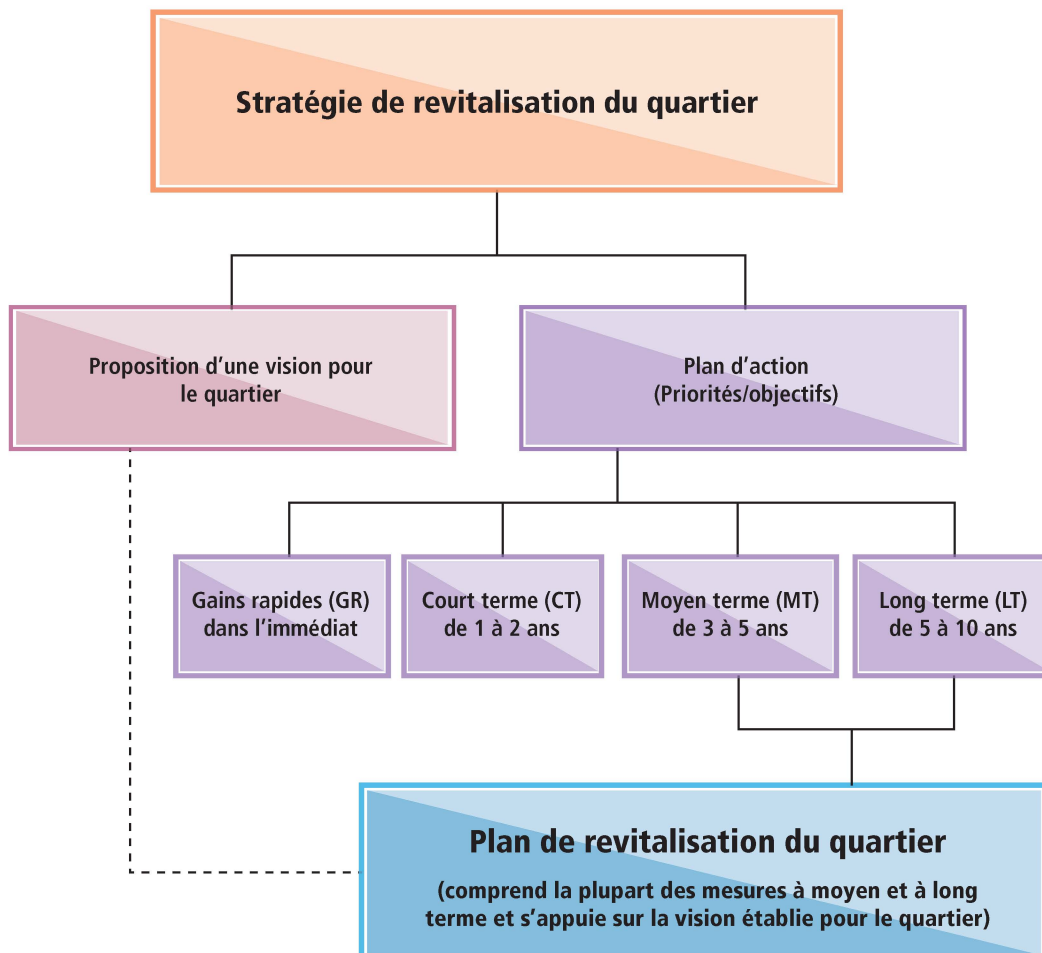 Stratégie de revitalisation du quartier
Proposition d’une vision pour
le quartier
Plan d’action
(Priorités/objectifs)
Gains rapides (GR)
dans l’immédiat
Court terme (CT)
de 1 à 2 ans
Moyen terme (MT)
de 3 à 5 ans
Long terme (LT)
de 5 à 10 ans
Plan de revitalisation du quartier
(comprend la plupart des mesures à moyen et à long
terme et s’appuie sur la vision établie pour le quartier)